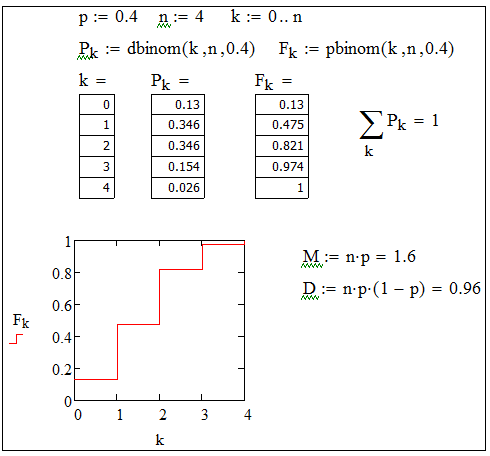 p := 0.4 n := 4 k := 0 .. n
Pk := dbinom(k,n,0.4) Fk := pbinom(k,n,0.4)
k = Pk = Fk =
0 0.13 0.13
1 0.346 0.475
2 0.346 0.821
3 0.154 0.974
4 0.026 1
∑ Pk = 1
k
M := n·p = 1.6
D := n·p·(1 − p) = 0.96
Fk
1
0.8
0.6
0.4
0.2
0
0 1 2 3 4
k